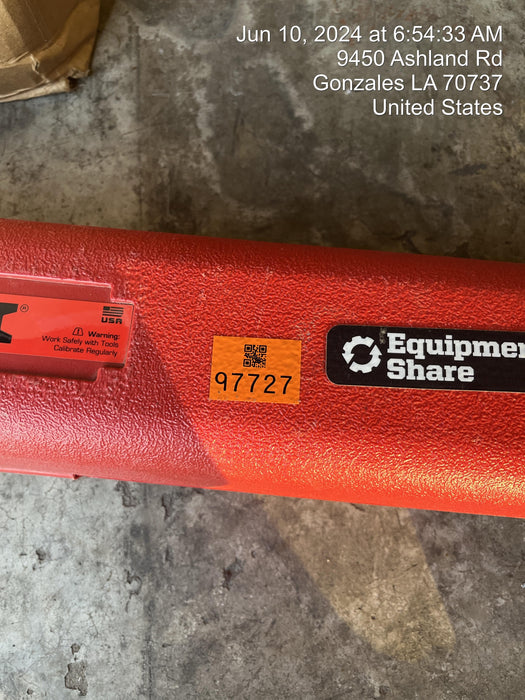 Jun 10, 2024 at 6:54:33 AM
9450 Ashland Rd
Gonzales LA 70737
United States
®
USA
⚠ Warning:
Work Safely with Tools
Calibrate Regularly
97727
Equipmen
Share